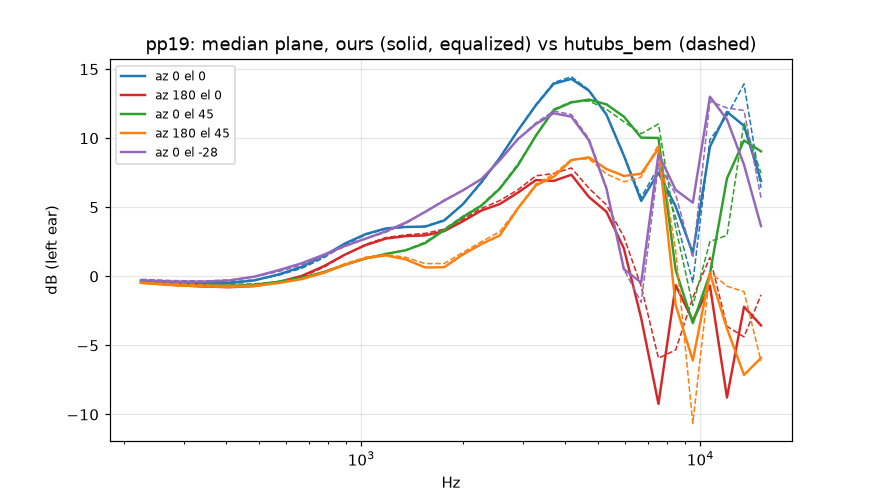 pp19: median plane, ours (solid, equalized) vs hutubs_bem (dashed)
az 0 el 0
az 180 el 0
az 0 el 45
az 180 el 45
az 0 el -28
dB (left ear)
15
10
5
0
−5
−10
10³
10⁴
Hz